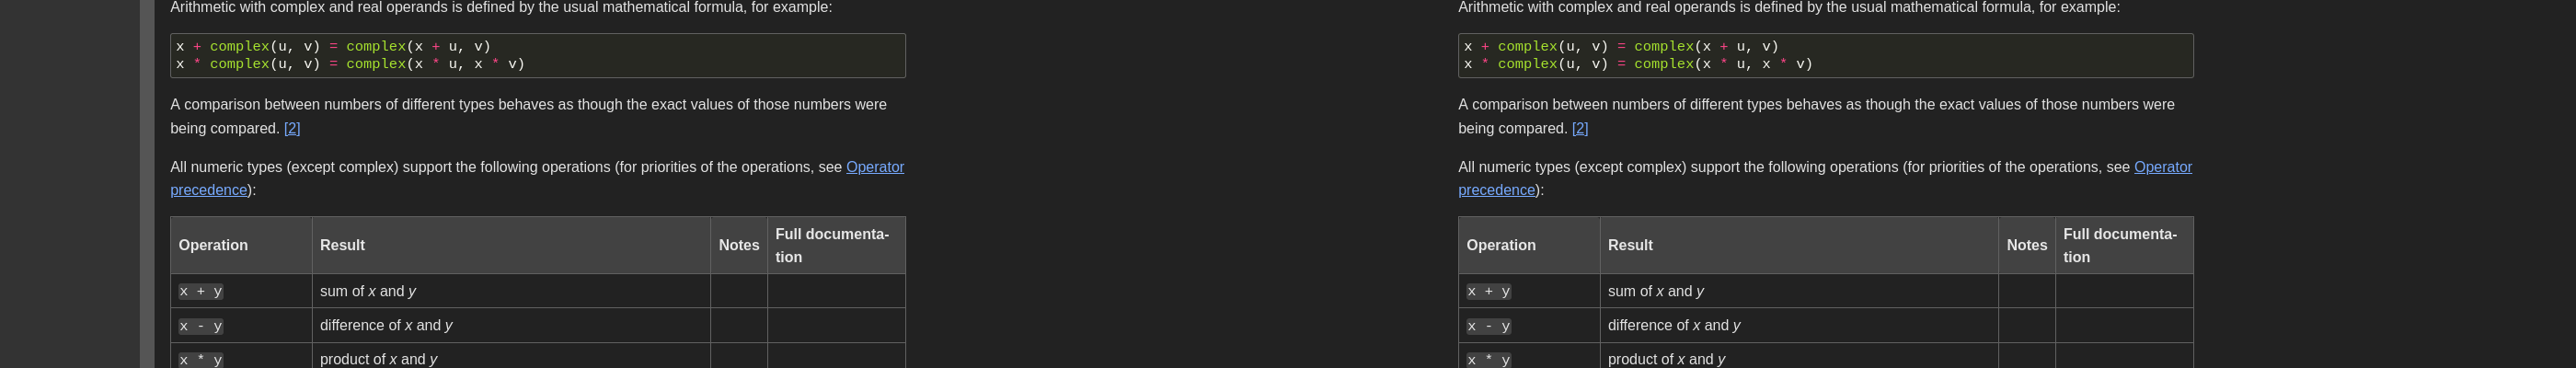 Arithmetic with complex and real operands is defined by the usual mathematical formula, for example:
x + complex(u, v) = complex(x + u, v)
x * complex(u, v) = complex(x * u, x * v)
A comparison between numbers of different types behaves as though the exact values of those numbers were
being compared. [2]
All numeric types (except complex) support the following operations (for priorities of the operations, see Operator
precedence):
Operation Result Notes Full documenta-
tion
x + y sum of x and y
x - y difference of x and y
x * y product of x and y
Arithmetic with complex and real operands is defined by the usual mathematical formula, for example:
x + complex(u, v) = complex(x + u, v)
x * complex(u, v) = complex(x * u, x * v)
A comparison between numbers of different types behaves as though the exact values of those numbers were
being compared. [2]
All numeric types (except complex) support the following operations (for priorities of the operations, see Operator
precedence):
Operation Result Notes Full documenta-
tion
x + y sum of x and y
x - y difference of x and y
x * y product of x and y